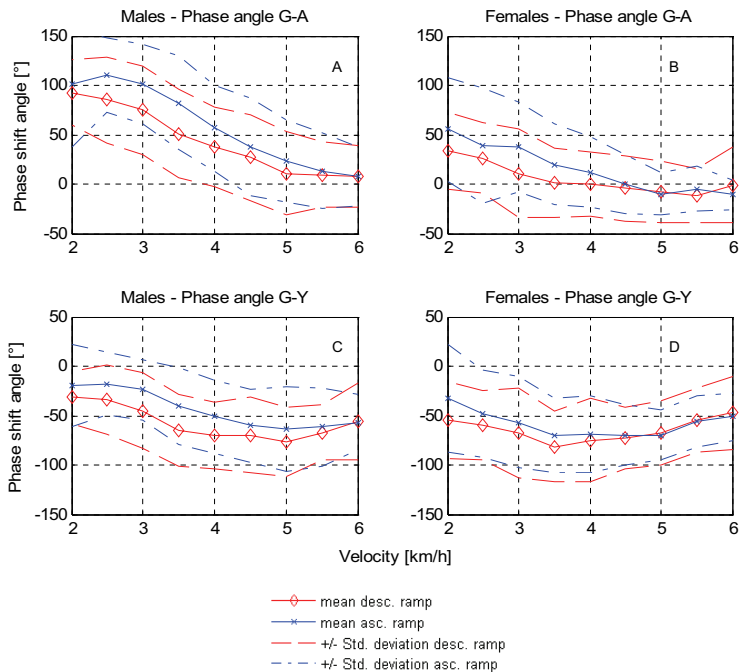 Males - Phase angle G-A
Females - Phase angle G-A
Phase shift angle [°]
150
100
50
0
-50
2 3 4 5 6
A
150
100
50
0
-50
2 3 4 5 6
B
Males - Phase angle G-Y
Females - Phase angle G-Y
Phase shift angle [°]
50
0
-50
-100
-150
2 3 4 5 6
C
50
0
-50
-100
-150
2 3 4 5 6
D
Velocity [km/h]
mean desc. ramp
mean asc. ramp
+/- Std. deviation desc. ramp
+/- Std. deviation asc. ramp